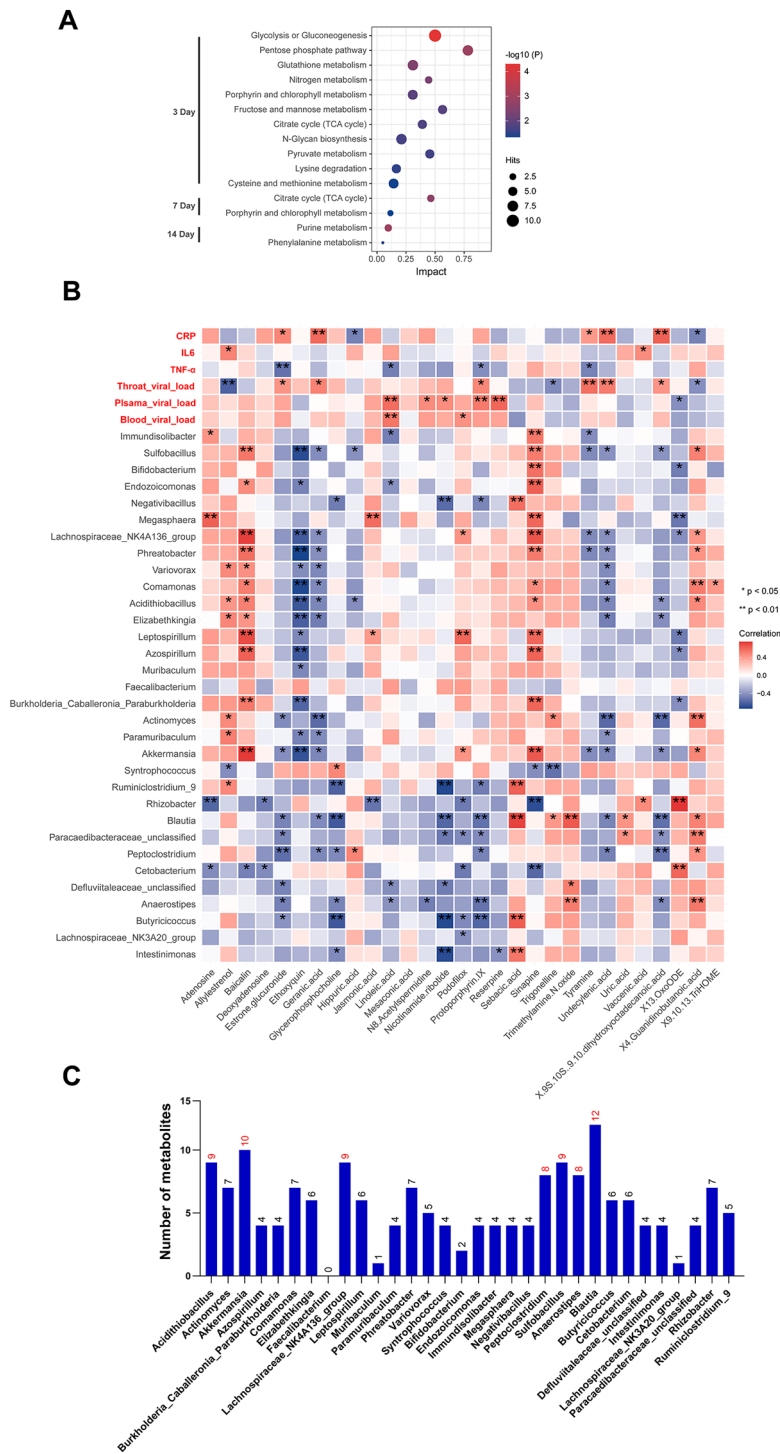 A
Glycolysis or Gluconeogenesis
Pentose phosphate pathway
Glutathione metabolism
Nitrogen metabolism
Porphyrin and chlorophyll metabolism
Fructose and mannose metabolism
Citrate cycle (TCA cycle)
N-Glycan biosynthesis
Pyruvate metabolism
Lysine degradation
Cysteine and methionine metabolism
Citrate cycle (TCA cycle)
Porphyrin and chlorophyll metabolism
Purine metabolism
Phenylalanine metabolism
3 Day
7 Day
14 Day
0.00 0.25 0.50 0.75
Impact
-log10 (P)
4
3
2
Hits
2.5
5.0
7.5
10.0
B
CRP
IL6
TNF-α
Throat_viral_load
Plsama_viral_load
Blood_viral_load
Immundisolibacter
Sulfobacillus
Bifidobacterium
Endozoicomonas
Negativibacillus
Megasphaera
Lachnospiraceae_NK4A136_group
Phreatobacter
Variovorax
Comamonas
Acidithiobacillus
Elizabethkingia
Leptospirillum
Azospirillum
Muribaculum
Faecalibacterium
Burkholderia_Caballeronia_Paraburkholderia
Actinomyces
Paramuribaculum
Akkermansia
Syntrophococcus
Ruminiclostridium_9
Rhizobacter
Blautia
Paracaedibacteraceae_unclassified
Peptoclostridium
Cetobacterium
Defluviitaleaceae_unclassified
Anaerostipes
Butyricicoccus
Lachnospiraceae_NK3A20_group
Intestinimonas
* p < 0.05
** p < 0.01
Correlation
0.4
0.0
−0.4
Adenosine
Allylestrenol
Baicalin
Deoxyadenosine
Estrone.glucuronide
Ethoxyquin
Geranic.acid
Glycerophosphocholine
Hippuric.acid
Jasmonic.acid
Linoleic.acid
Mesaconic.acid
N8.Acetylspermidine
Nicotinamide.ribotide
Podofilox
Protoporphyrin.IX
Reserpine
Sebacic.acid
Sinapine
Trigonelline
Trimethylamine.N.oxide
Tyramine
Undecylenic.acid
Uric.acid
Vaccenic.acid
X.9S.10S..9.10.dihydroxyoctadecanoic.acid
X13.OxoODE
X4.Guanidinobutanoic.acid
X9.10.13.TriHOME
C
Number of metabolites
15
10
5
0
9 7 10 4 4 7 6 0 9 6 1 4 7 5 4 2 4 4 4 4 8 9 8 12 6 6 4 4 1 4 7 5
Acidithiobacillus
Actinomyces
Akkermansia
Azospirillum
Burkholderia_Caballeronia_Paraburkholderia
Comamonas
Elizabethkingia
Faecalibacterium
Lachnospiraceae_NK4A136_group
Leptospirillum
Muribaculum
Paramuribaculum
Phreatobacter
Variovorax
Syntrophococcus
Bifidobacterium
Endozoicomonas
Immundisolibacter
Megasphaera
Negativibacillus
Peptoclostridium
Sulfobacillus
Anaerostipes
Blautia
Butyricicoccus
Cetobacterium
Defluviitaleaceae_unclassified
Intestinimonas
Lachnospiraceae_NK3A20_group
Paracaedibacteraceae_unclassified
Rhizobacter
Ruminiclostridium_9